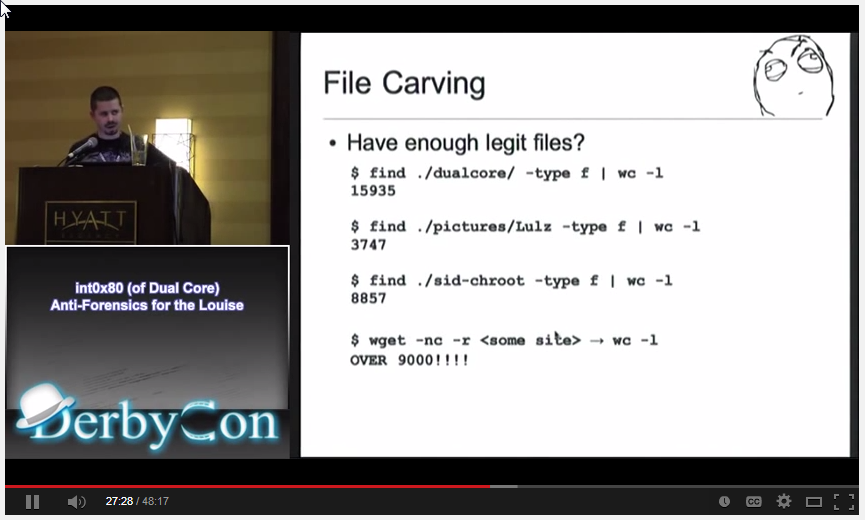 File Carving
• Have enough legit files?
$ find ./dualcore/ -type f | wc -l
15935
$ find ./pictures/Lulz -type f | wc -l
3747
$ find ./sid-chroot -type f | wc -l
8857
$ wget -nc -r <some site> → wc -l
OVER 9000!!!!
HYATT
int0x80 (of Dual Core)
Anti-Forensics for the Louise
DerbyCon
27:28 / 48:17
CC